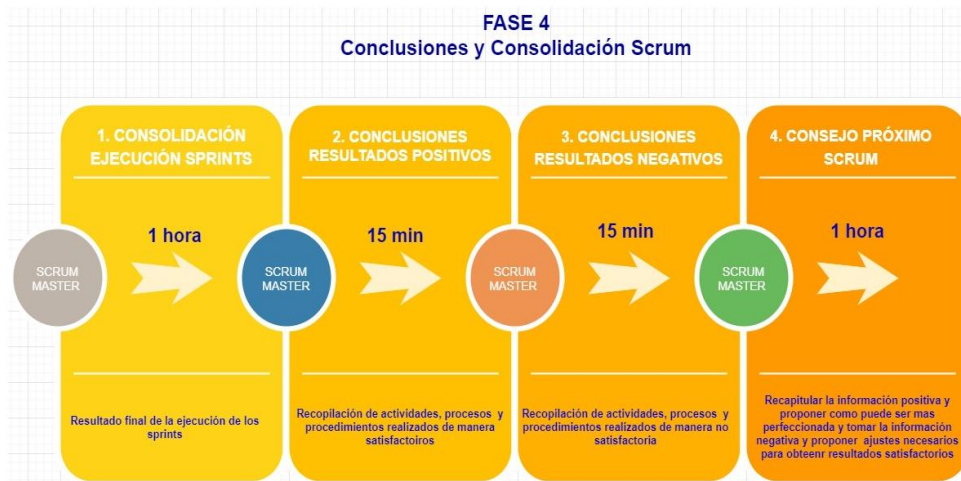 FASE 4
Conclusiones y Consolidación Scrum
1. CONSOLIDACIÓN
EJECUCIÓN SPRINTS
2. CONCLUSIONES
RESULTADOS POSITIVOS
3. CONCLUSIONES
RESULTADOS NEGATIVOS
4. CONSEJO PRÓXIMO
SCRUM
1 hora
15 min
15 min
1 hora
SCRUM
MASTER
SCRUM
MASTER
SCRUM
MASTER
SCRUM
MASTER
Resultado final de la ejecución de los
sprints
Recopilación de actividades, procesos y
procedimientos realizados de manera
satisfactoiros
Recopilación de actividades, procesos y
procedimientos realizados de manera no
satisfactoria
Recapitular la información positiva y
proponer como puede ser mas
perfeccionada y tomar la información
negativa y proponer ajustes necesarios
para obteenr resultados satisfactorios